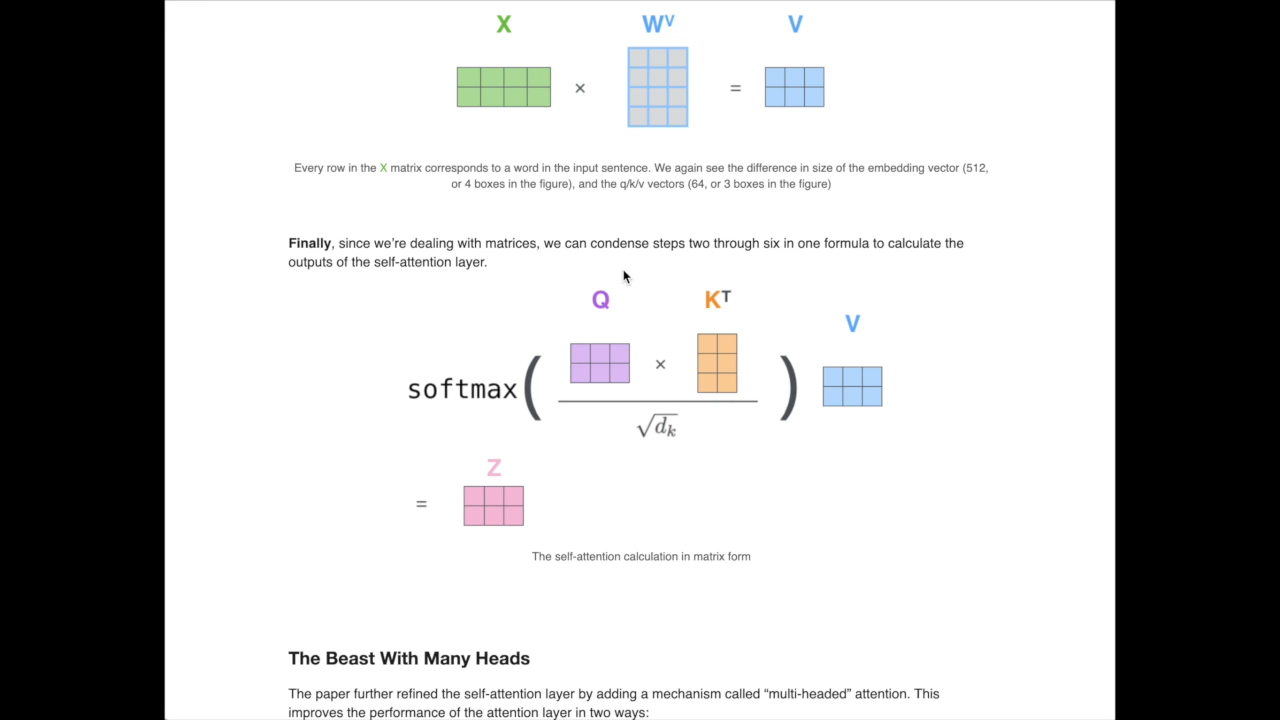 X Wⱽ V
× =
Every row in the X matrix corresponds to a word in the input sentence. We again see the difference in size of the embedding vector (512,
or 4 boxes in the figure), and the q/k/v vectors (64, or 3 boxes in the figure)
Finally, since we're dealing with matrices, we can condense steps two through six in one formula to calculate the
outputs of the self-attention layer.
Q Kᵀ
V
softmax( × )
√dₖ
Z
=
The self-attention calculation in matrix form
The Beast With Many Heads
The paper further refined the self-attention layer by adding a mechanism called “multi-headed” attention. This
improves the performance of the attention layer in two ways: